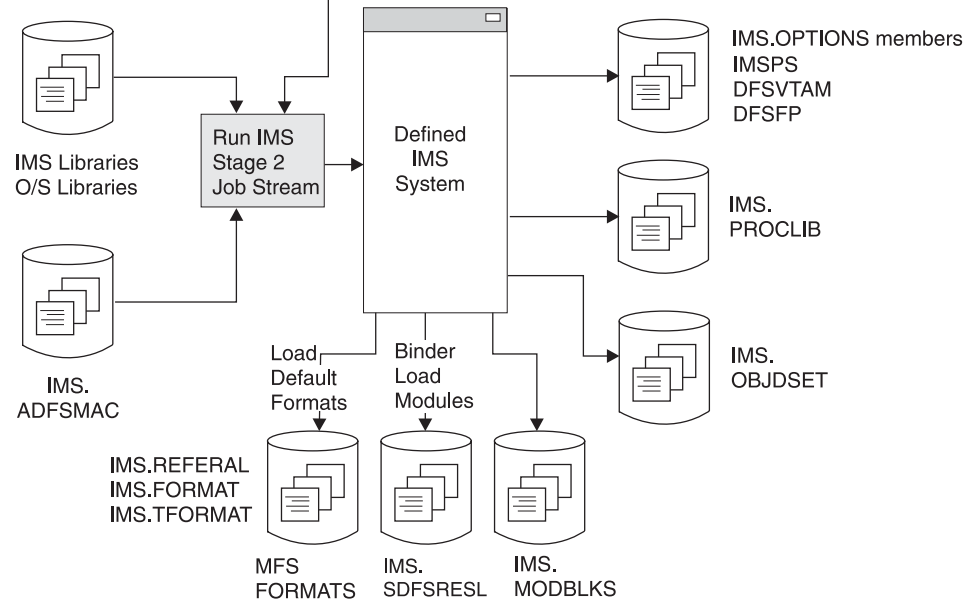 IMS Libraries
O/S Libraries
Run IMS
Stage 2
Job Stream
Defined
IMS
System
IMS.OPTIONS members
IMSPS
DFSVTAM
DFSFP
IMS.
PROCLIB
IMS.
ADFSMAC
IMS.
OBJDSET
Load
Default
Formats
Binder
Load
Modules
IMS.REFERAL
IMS.FORMAT
IMS.TFORMAT
MFS
FORMATS
IMS.
SDFSRESL
IMS.
MODBLKS